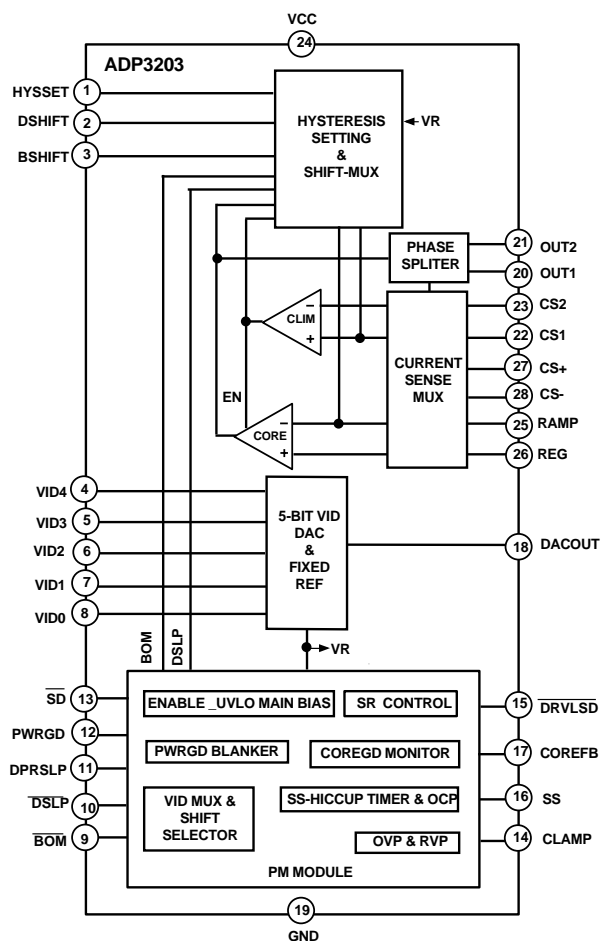 VCC
24
ADP3203
HYSSET 1
DSHIFT 2
BSHIFT 3
HYSTERESIS
SETTING
&
SHIFT-MUX
VR
PHASE
SPLITER
21 OUT2
20 OUT1
23 CS2
22 CS1
27 CS+
28 CS-
25 RAMP
26 REG
CLIM
−
+
CURRENT
SENSE
MUX
EN
CORE
−
+
VID4 4
VID3 5
VID2 6
VID1 7
VID0 8
5-BIT VID
DAC
&
FIXED
REF
18 DACOUT
BOM
DSLP
VR
SD 13
PWRGD 12
DPRSLP 11
DSLP 10
BOM 9
ENABLE _UVLO MAIN BIAS
SR CONTROL
PWRGD BLANKER
COREGD MONITOR
VID MUX &
SHIFT
SELECTOR
SS-HICCUP TIMER & OCP
OVP & RVP
PM MODULE
15 DRVLSD
17 COREFB
16 SS
14 CLAMP
19
GND